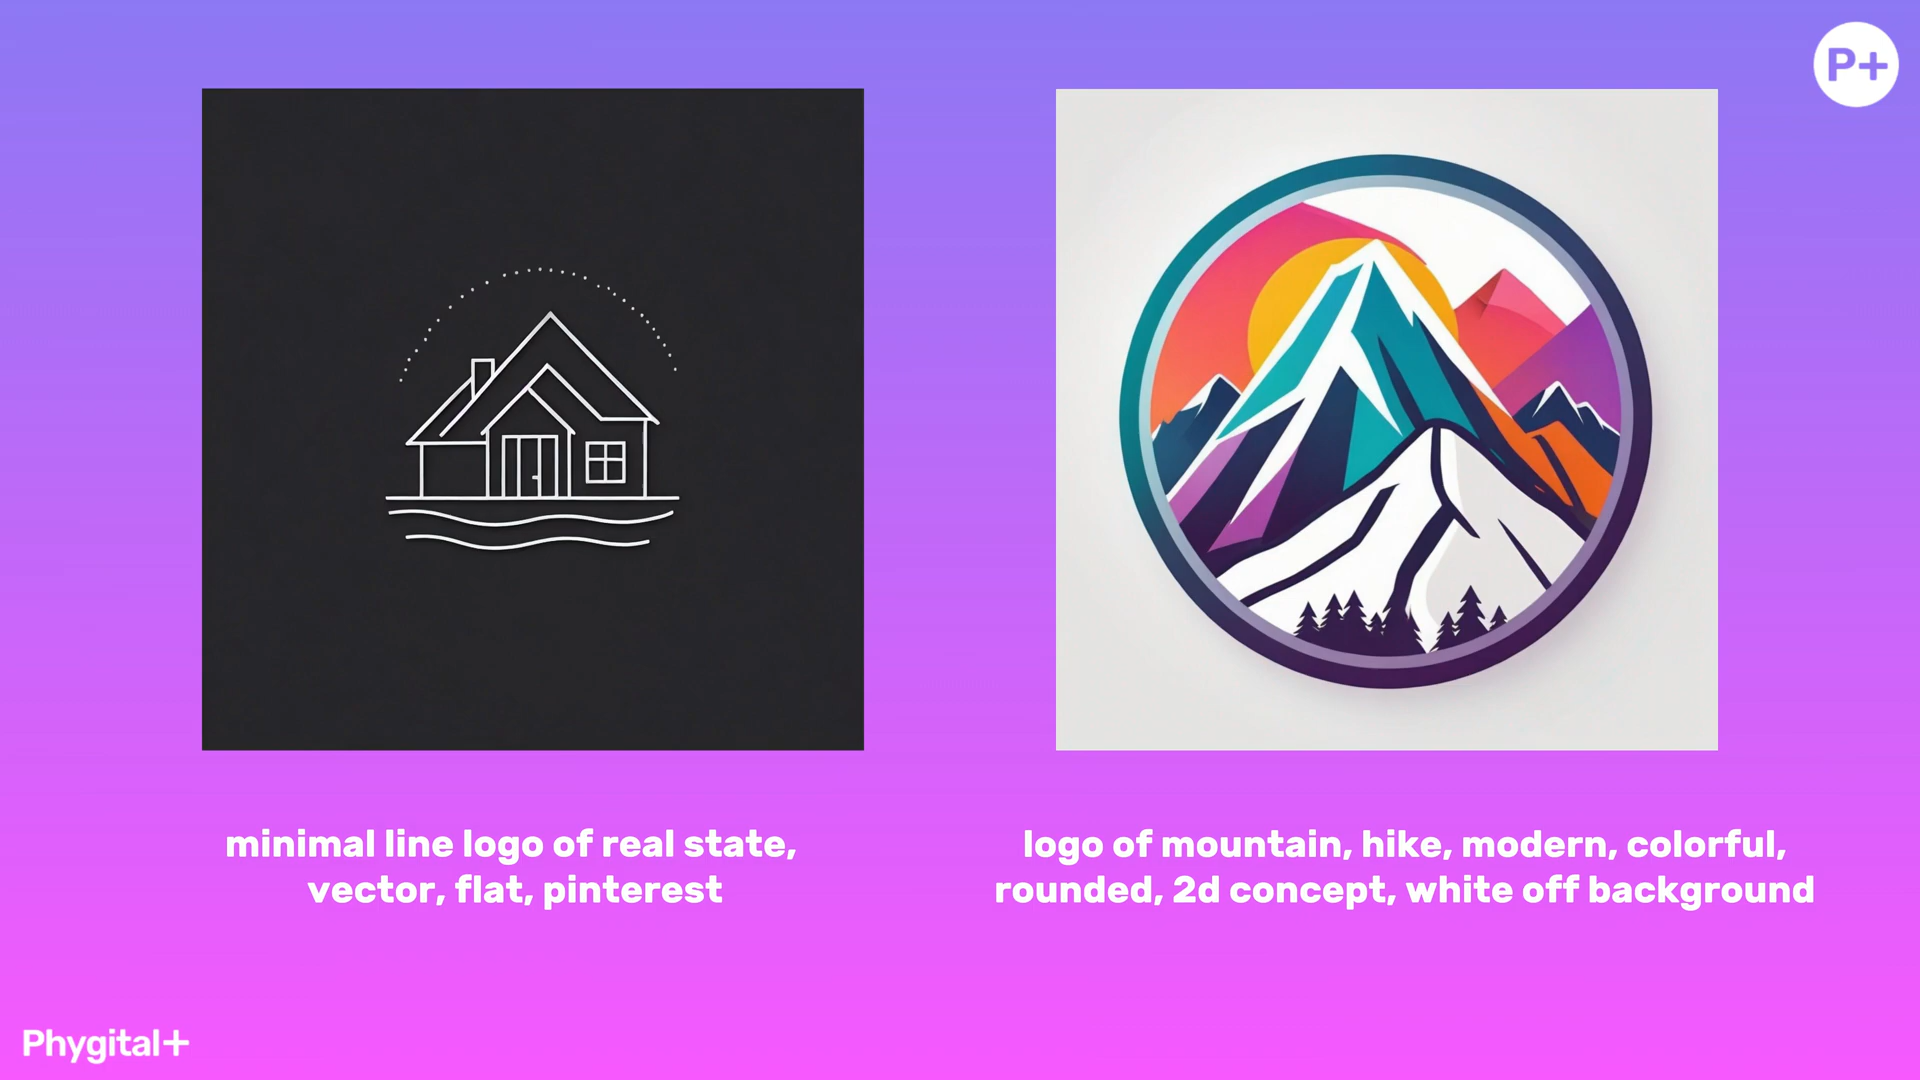 P+
minimal line logo of real state,
vector, flat, pinterest
logo of mountain, hike, modern, colorful,
rounded, 2d concept, white off background
Phygital+